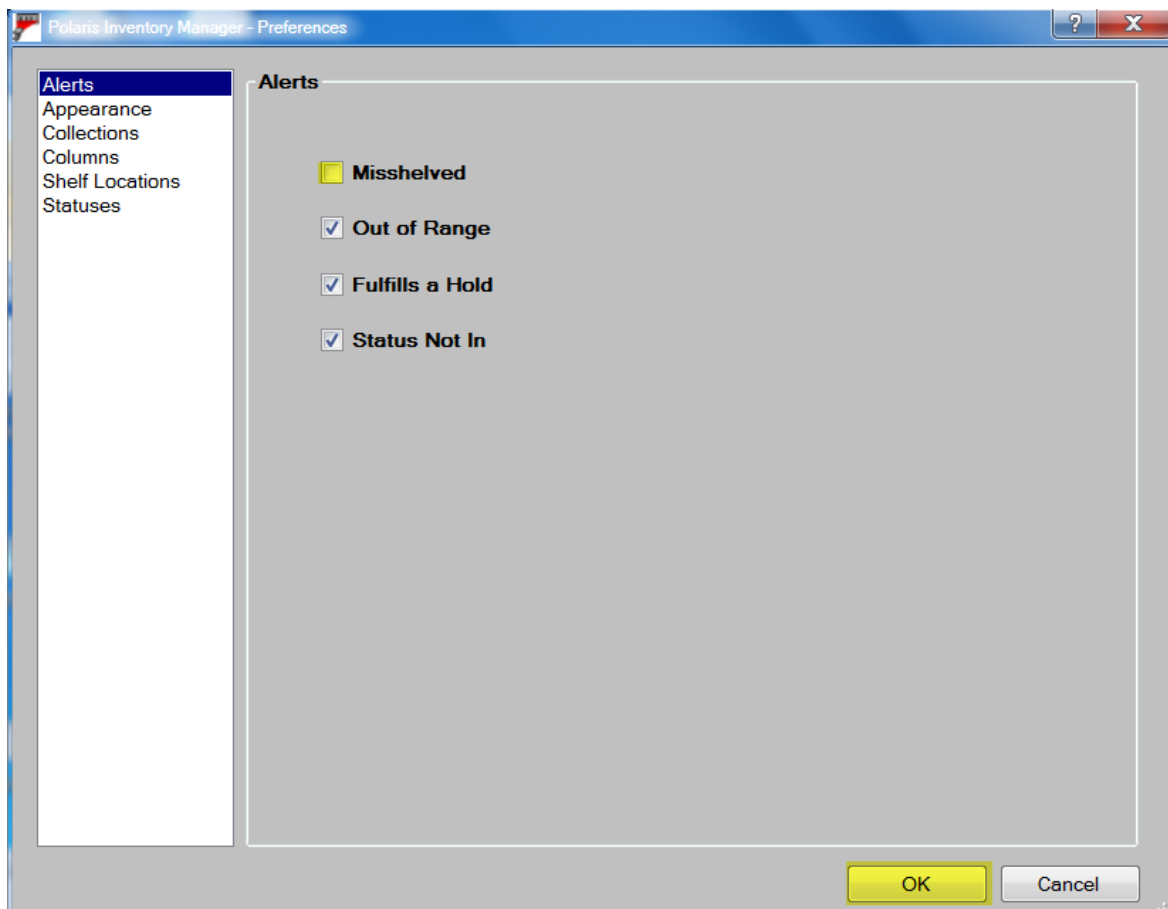 Polaris Inventory Manager - Preferences
?
X
Alerts
Appearance
Collections
Columns
Shelf Locations
Statuses
Alerts
Misshelved
Out of Range
Fulfills a Hold
Status Not In
OK
Cancel